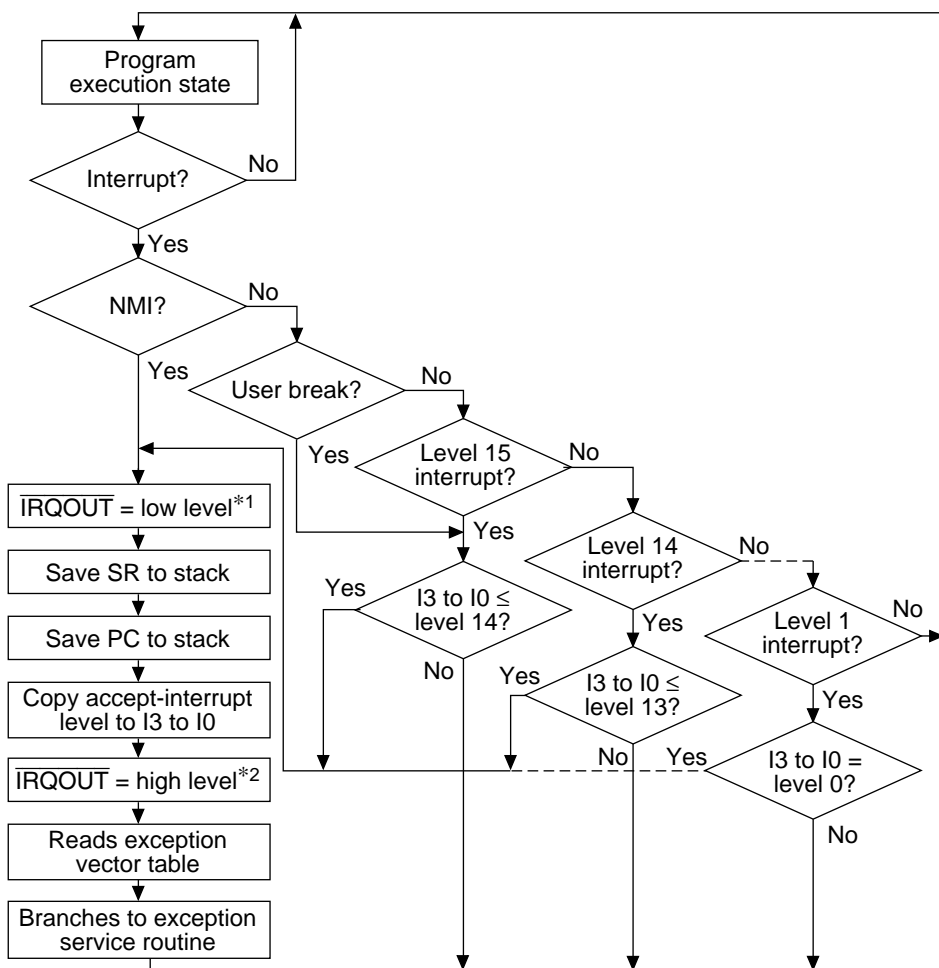 Program
execution state
Interrupt?
No
Yes
NMI?
No
Yes
User break?
No
Yes
Level 15
interrupt?
No
Yes
Level 14
interrupt?
No
Yes
Level 1
interrupt?
No
Yes
I3 to I0 ≤
level 14?
Yes
No
I3 to I0 ≤
level 13?
Yes
No
I3 to I0 =
level 0?
Yes
No
IRQOUT = low level*1
Save SR to stack
Save PC to stack
Copy accept-interrupt
level to I3 to I0
IRQOUT = high level*2
Reads exception
vector table
Branches to exception
service routine